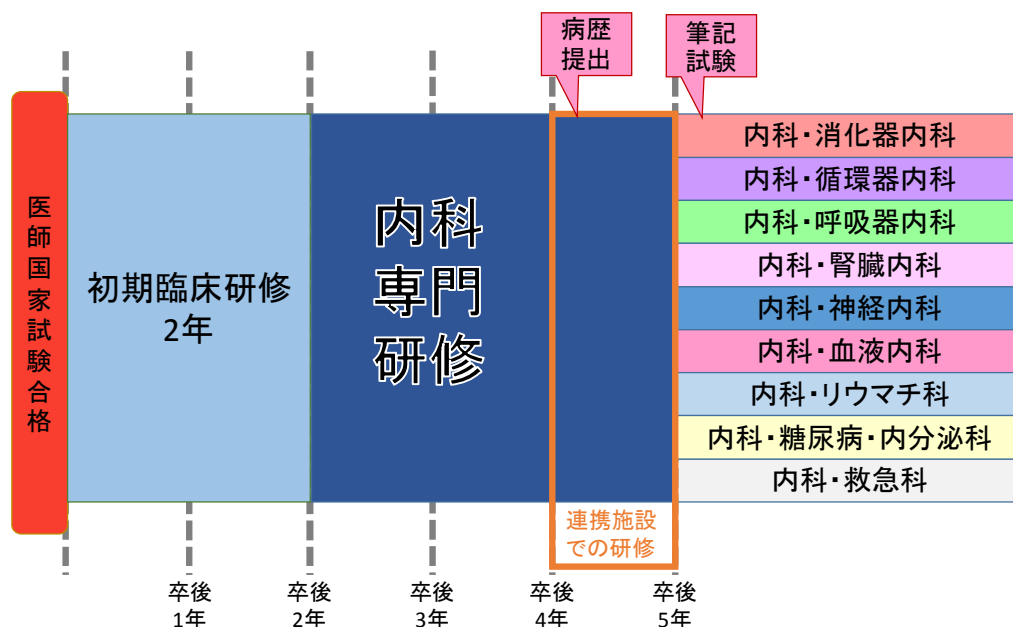 病歴
提出
筆記
試験
医師国家試験合格
初期臨床研修
2年
内科
専門
研修
内科・消化器内科
内科・循環器内科
内科・呼吸器内科
内科・腎臓内科
内科・神経内科
内科・血液内科
内科・リウマチ科
内科・糖尿病・内分泌科
内科・救急科
連携施設
での研修
卒後
1年
卒後
2年
卒後
3年
卒後
4年
卒後
5年